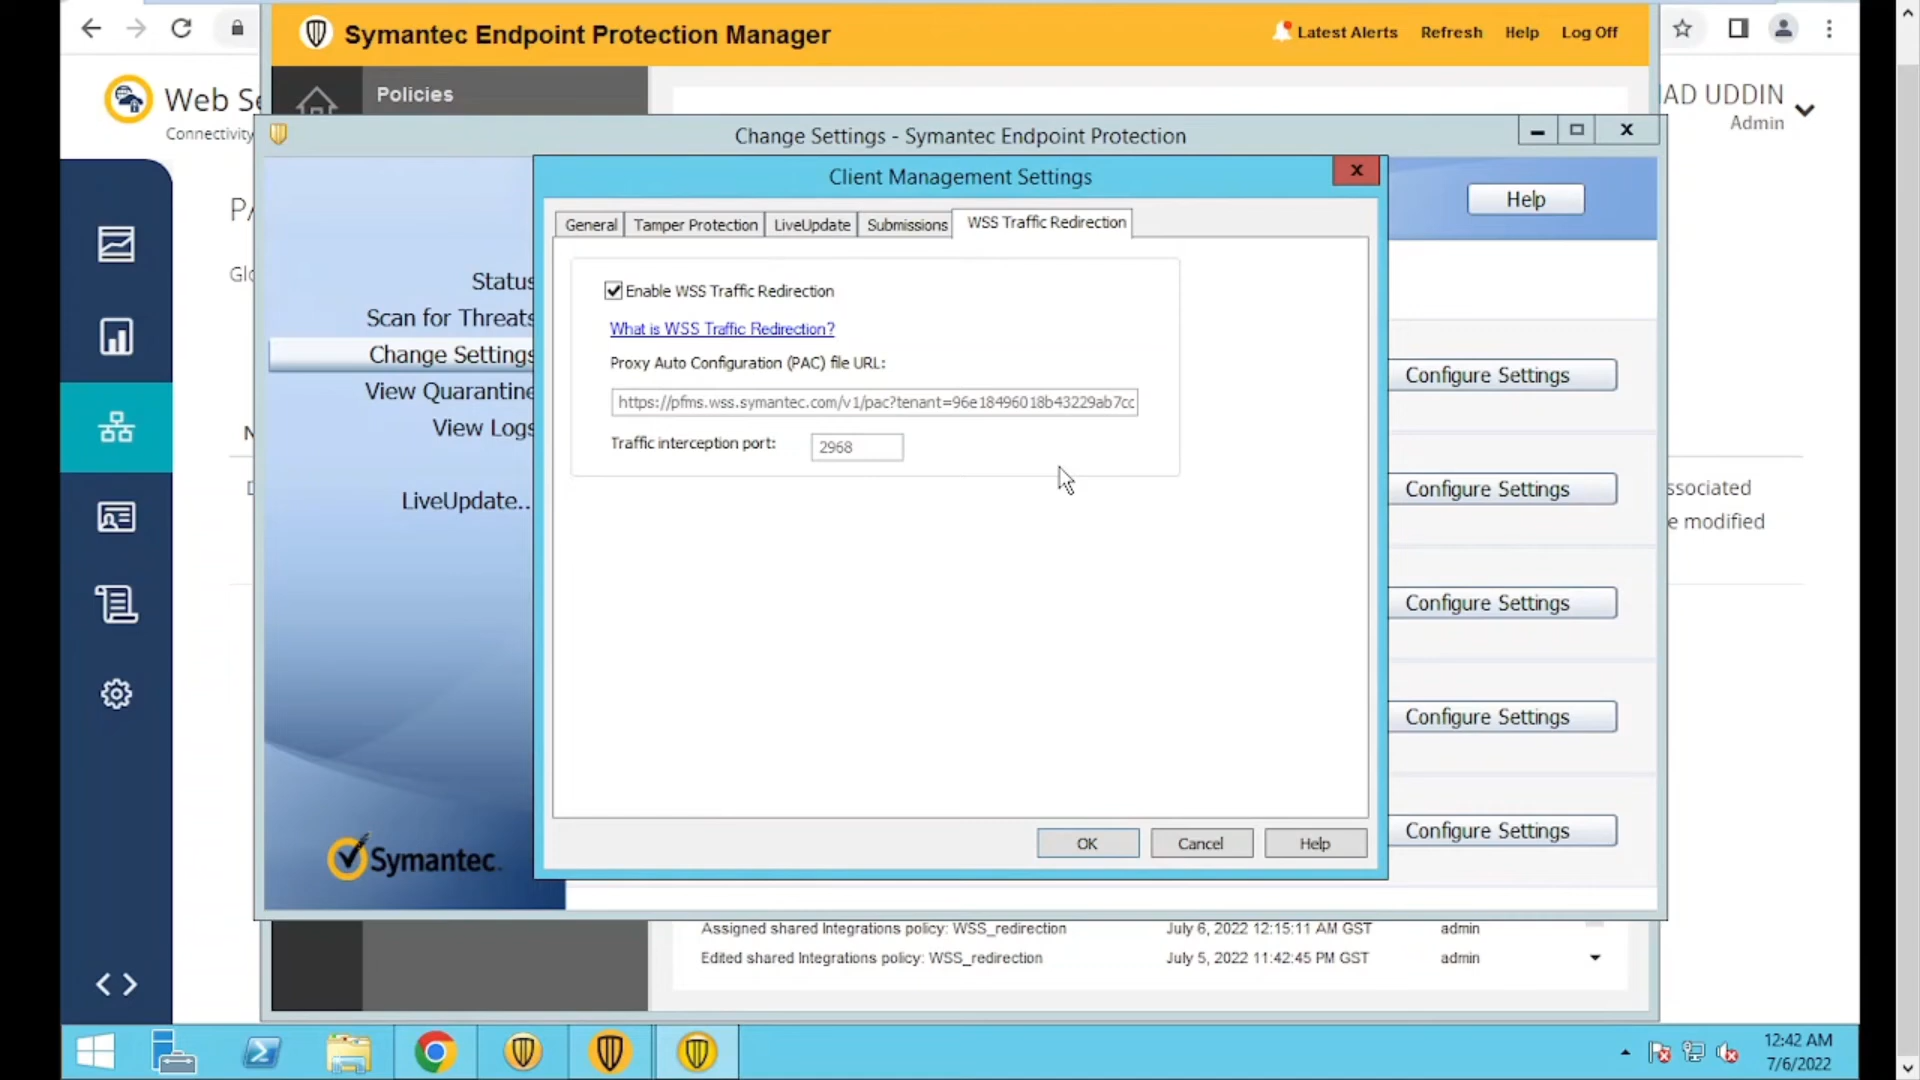 Symantec Endpoint Protection Manager
Latest Alerts Refresh Help Log Off
Web Se
Connectivity
Policies
AD UDDIN
Admin
Change Settings - Symantec Endpoint Protection
Client Management Settings
Help
General Tamper Protection LiveUpdate Submissions WSS Traffic Redirection
Enable WSS Traffic Redirection
What is WSS Traffic Redirection?
Proxy Auto Configuration (PAC) file URL:
https://pfms.wss.symantec.com/v1/pac?tenant=96e18496018b43229ab7cc
Traffic interception port: 2968
Status
Scan for Threats
Change Settings
View Quarantine
View Logs
LiveUpdate...
Configure Settings
Configure Settings
Configure Settings
Configure Settings
Configure Settings
ssociated
e modified
OK Cancel Help
Symantec.
Assigned shared Integrations policy: WSS_redirection July 6, 2022 12:15:11 AM GST admin
Edited shared Integrations policy: WSS_redirection July 5, 2022 11:42:45 PM GST admin
12:42 AM
7/6/2022